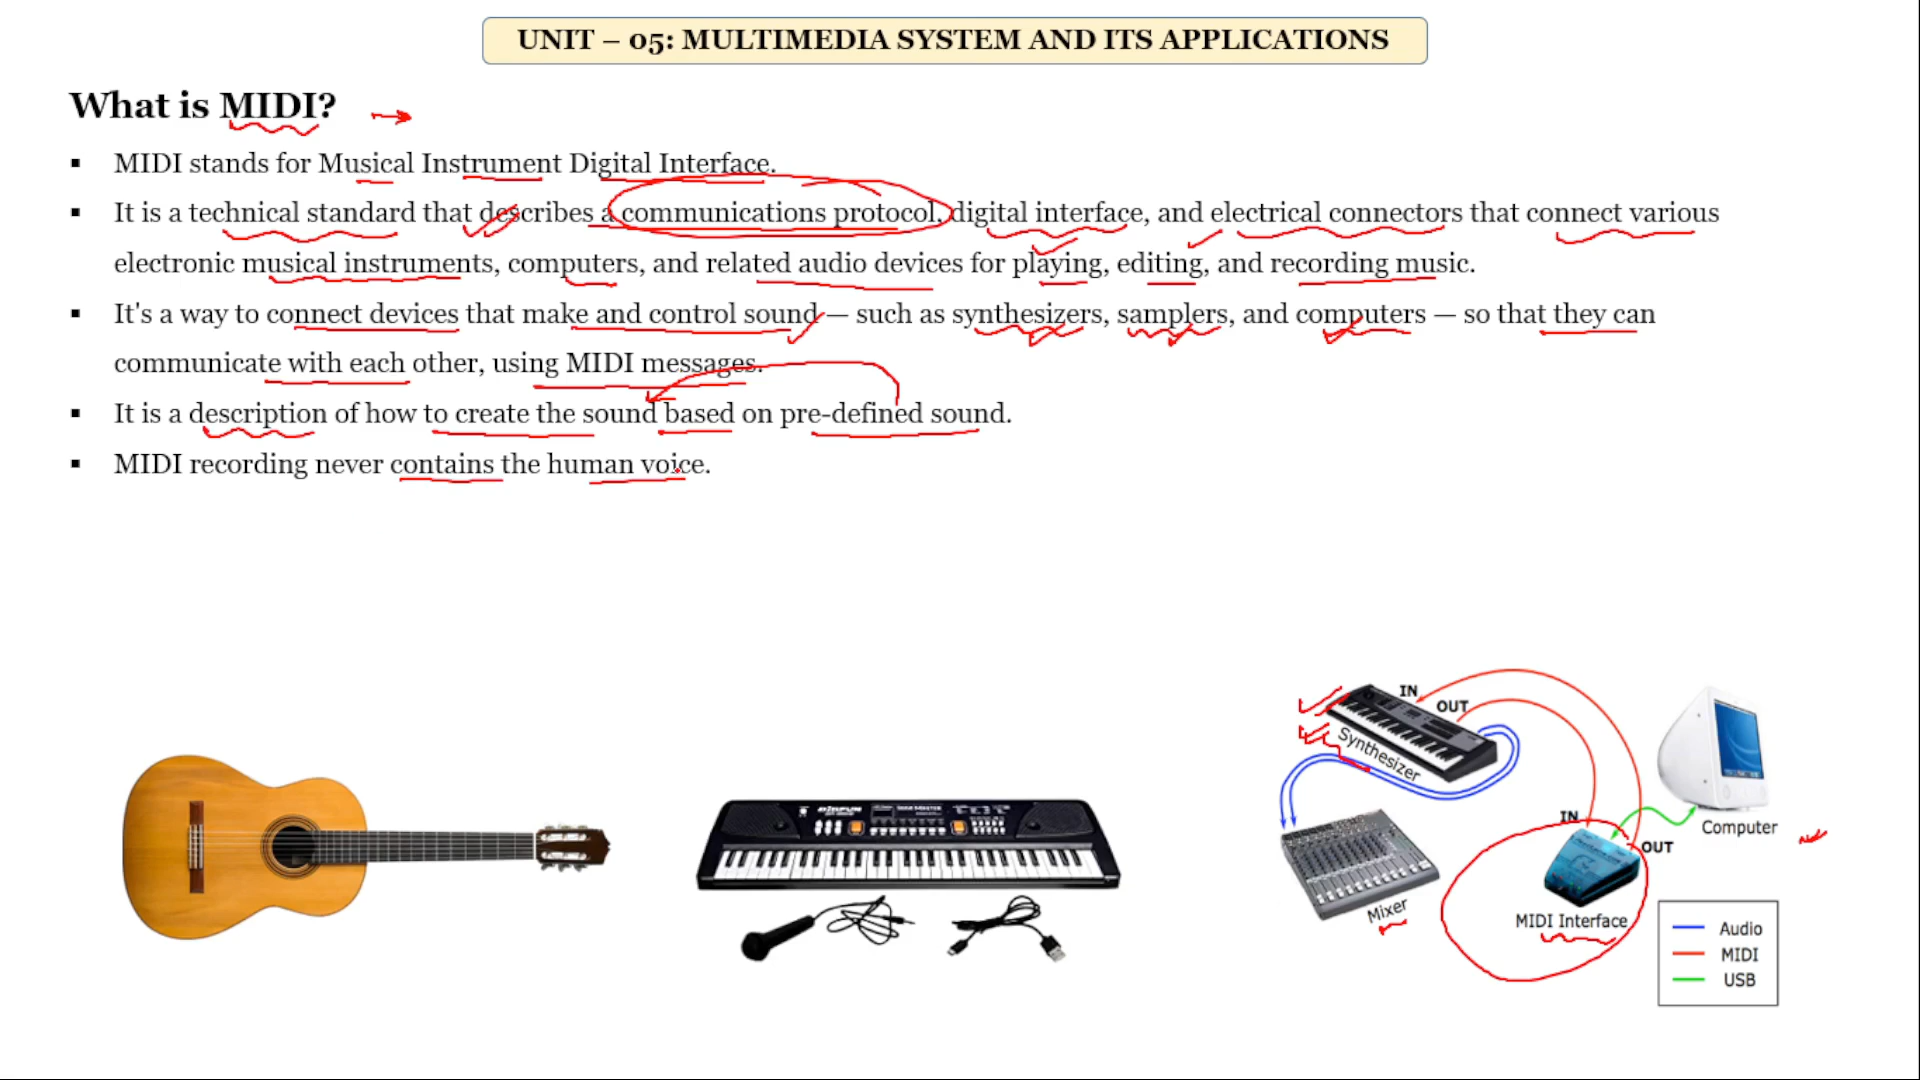 UNIT – 05: MULTIMEDIA SYSTEM AND ITS APPLICATIONS
What is MIDI?
▪ MIDI stands for Musical Instrument Digital Interface.
▪ It is a technical standard that describes a communications protocol, digital interface, and electrical connectors that connect various
electronic musical instruments, computers, and related audio devices for playing, editing, and recording music.
▪ It's a way to connect devices that make and control sound — such as synthesizers, samplers, and computers — so that they can
communicate with each other, using MIDI messages.
▪ It is a description of how to create the sound based on pre-defined sound.
▪ MIDI recording never contains the human voice.
IN
OUT
Synthesizer
IN
Computer
OUT
Mixer
MIDI Interface
Audio
MIDI
USB